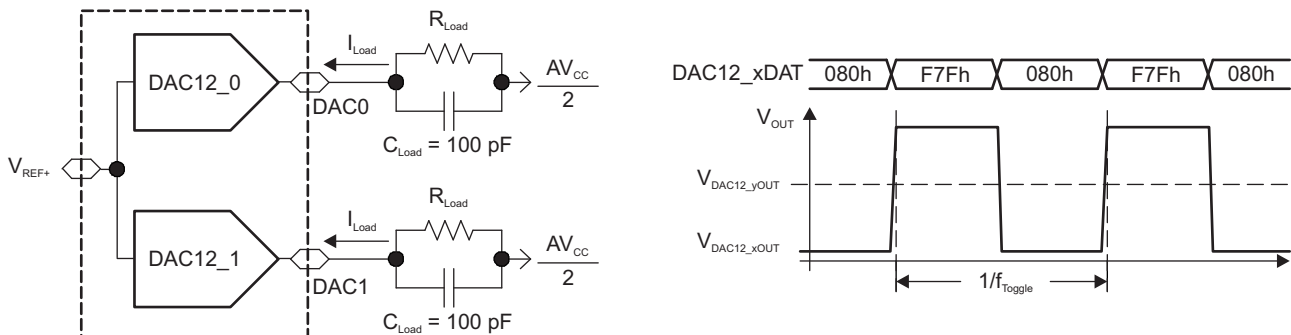 R_Load
I_Load
DAC12_0
DAC0
AV_CC
2
C_Load = 100 pF
V_REF+
R_Load
I_Load
DAC12_1
DAC1
AV_CC
2
C_Load = 100 pF
DAC12_xDAT 080h F7Fh 080h F7Fh 080h
V_OUT
V_DAC12_yOUT
V_DAC12_xOUT
1/f_Toggle